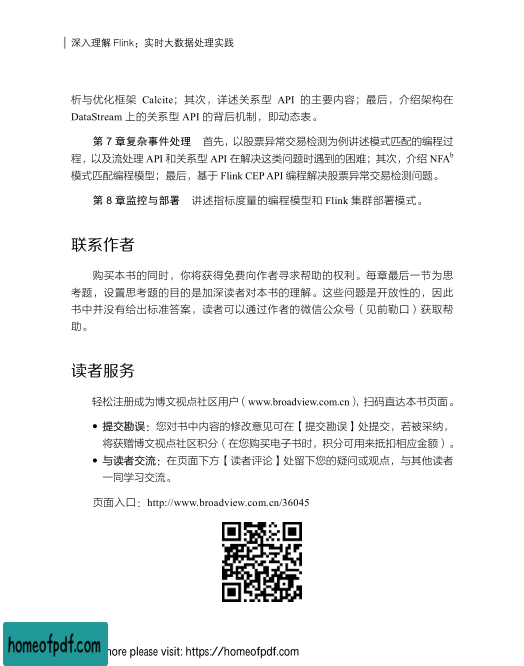 深入理解 Flink：实时大数据处理实践
析与优化框架 Calcite；其次，详述关系型 API 的主要内容；最后，介绍架构在
DataStream 上的关系型 API 的背后机制，即动态表。
第 7 章复杂事件处理 首先，以股票异常交易检测为例讲述模式匹配的编程过
程，以及流处理 API 和关系型 API 在解决这类问题时遇到的困难；其次，介绍 NFAᵇ
模式匹配编程模型；最后，基于 Flink CEP API 编程解决股票异常交易检测问题。
第 8 章监控与部署 讲述指标度量的编程模型和 Flink 集群部署模式。
联系作者
购买本书的同时，你将获得免费向作者寻求帮助的权利。每章最后一节为思
考题，设置思考题的目的是加深读者对本书的理解。这些问题是开放性的，因此
书中并没有给出标准答案，读者可以通过作者的微信公众号（见前勒口）获取帮
助。
读者服务
轻松注册成为博文视点社区用户（www.broadview.com.cn），扫码直达本书页面。
• 提交勘误：您对书中内容的修改意见可在【提交勘误】处提交，若被采纳，
将获赠博文视点社区积分（在您购买电子书时，积分可用来抵扣相应金额）。
• 与读者交流：在页面下方【读者评论】处留下您的疑问或观点，与其他读者
一同学习交流。
页面入口：http://www.broadview.com.cn/36045
homeofpdf.com
more please visit: https://homeofpdf.com